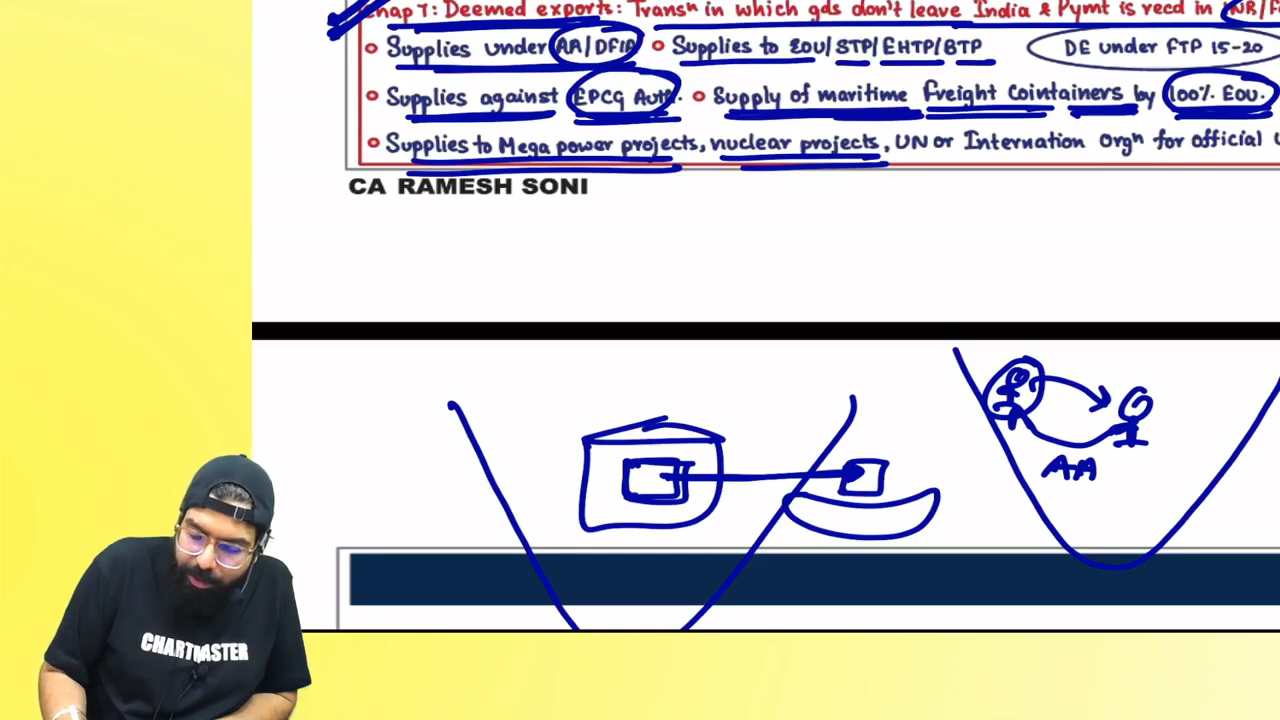 Chap 7: Deemed exports: Transⁿ in which gds don't leave India & Pymt is recd in INR/F
Supplies under AA/DFIA Supplies to EOU/STP/EHTP/BTP DE under FTP 15-20
Supplies against EPCG Authⁿ. Supply of maritime freight Cointainers by 100% EOU.
Supplies to Mega power projects, nuclear projects, UN or Internation Orgⁿ for official
CA RAMESH SONI
AA
CHARTMASTER